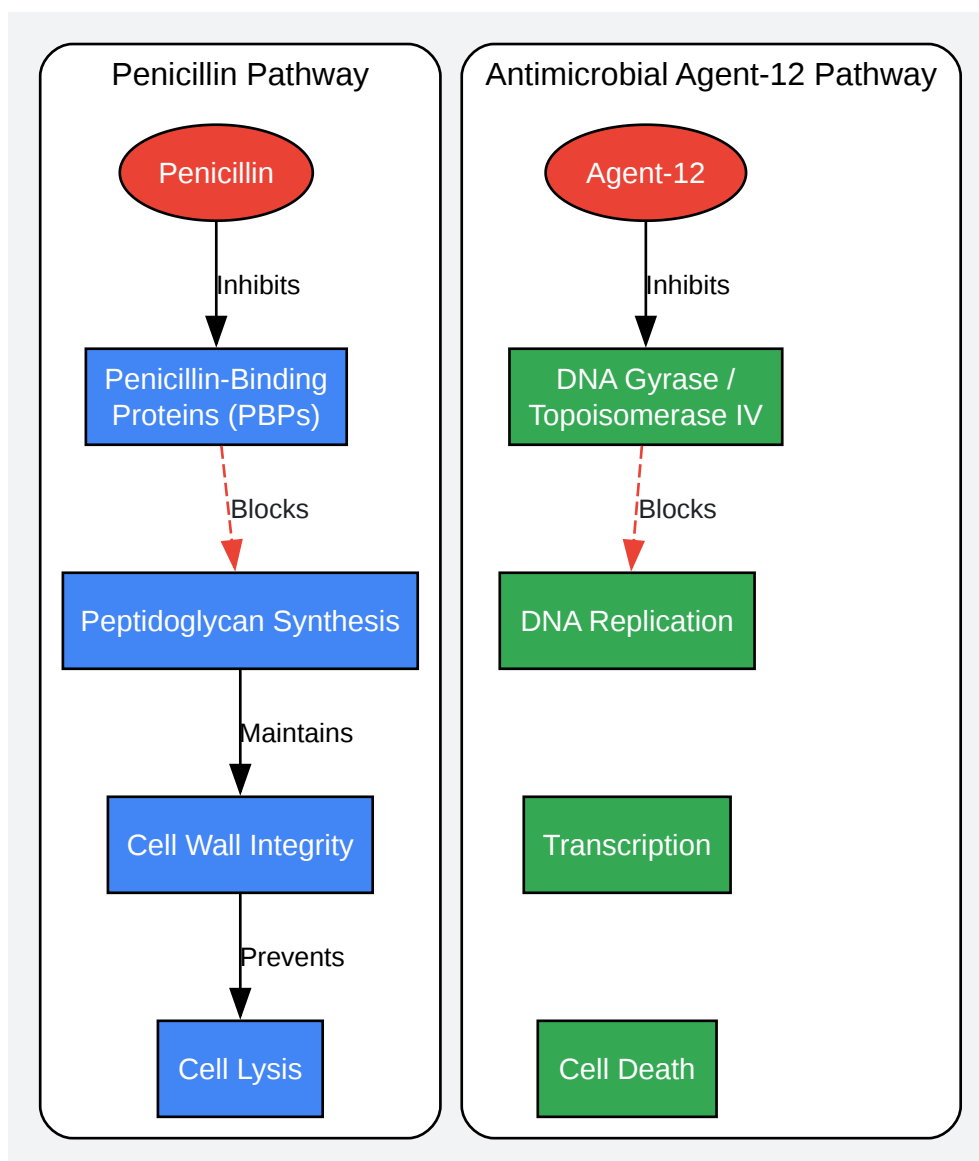 Penicillin Pathway
Penicillin
Inhibits
Penicillin-Binding
Proteins (PBPs)
Blocks
Peptidoglycan Synthesis
Maintains
Cell Wall Integrity
Prevents
Cell Lysis
Antimicrobial Agent-12 Pathway
Agent-12
Inhibits
DNA Gyrase /
Topoisomerase IV
Blocks
DNA Replication
Transcription
Cell Death